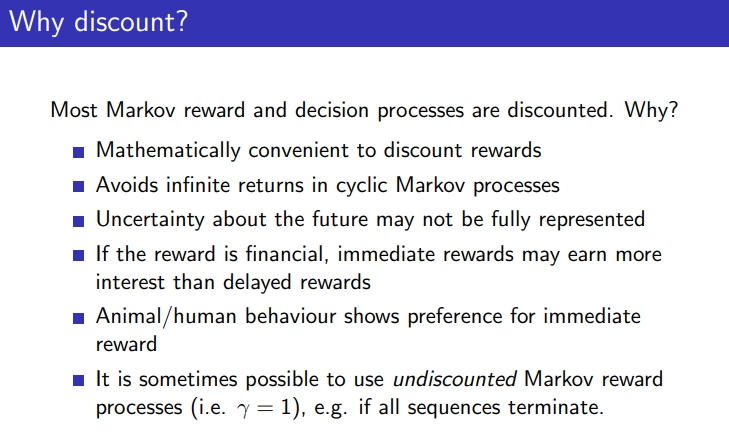 Why discount?
Most Markov reward and decision processes are discounted. Why?
Mathematically convenient to discount rewards
Avoids infinite returns in cyclic Markov processes
Uncertainty about the future may not be fully represented
If the reward is financial, immediate rewards may earn more
interest than delayed rewards
Animal/human behaviour shows preference for immediate
reward
It is sometimes possible to use undiscounted Markov reward
processes (i.e. γ = 1), e.g. if all sequences terminate.